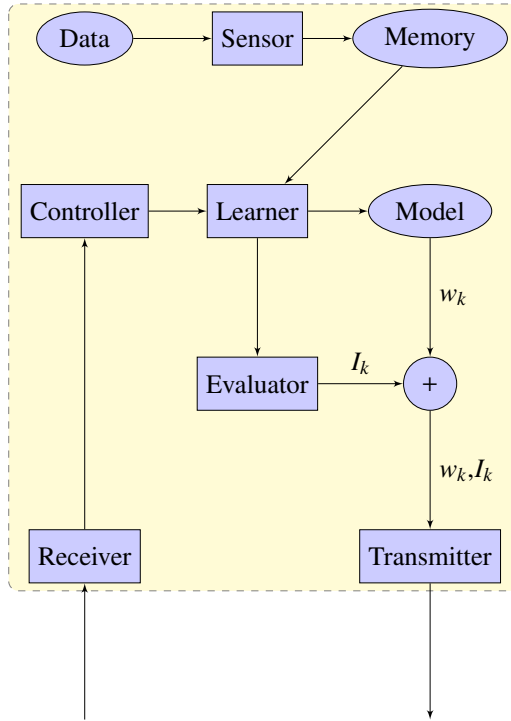 Data Sensor Memory
Controller Learner Model
w_k
Evaluator I_k +
w_k,I_k
Receiver Transmitter